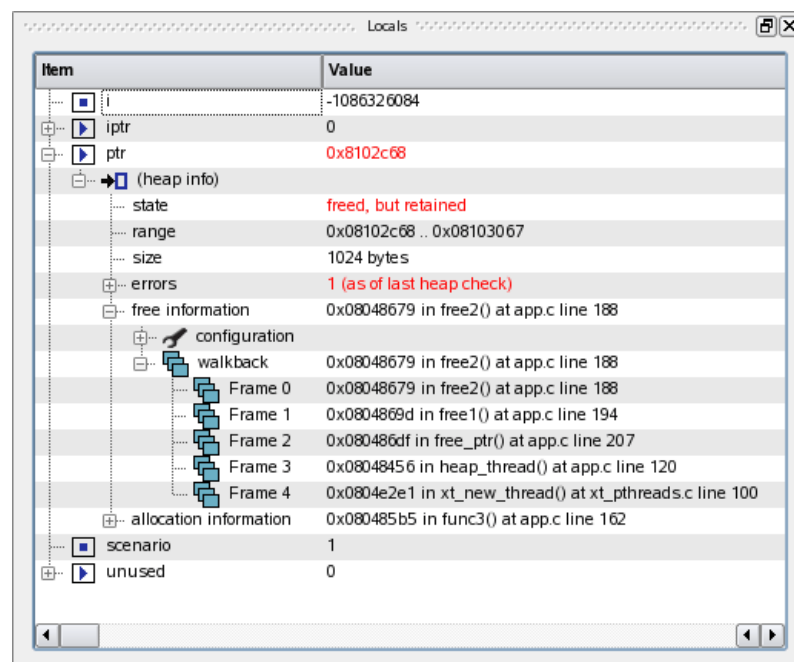 Locals
Item Value
i -1086326084
iptr 0
ptr 0x8102c68
(heap info)
state freed, but retained
range 0x08102c68 .. 0x08103067
size 1024 bytes
errors 1 (as of last heap check)
free information 0x08048679 in free2() at app.c line 188
configuration
walkback 0x08048679 in free2() at app.c line 188
Frame 0 0x08048679 in free2() at app.c line 188
Frame 1 0x0804869d in free1() at app.c line 194
Frame 2 0x080486df in free_ptr() at app.c line 207
Frame 3 0x08048456 in heap_thread() at app.c line 120
Frame 4 0x0804e2e1 in xt_new_thread() at xt_pthreads.c line 100
allocation information 0x080485b5 in func3() at app.c line 162
scenario 1
unused 0